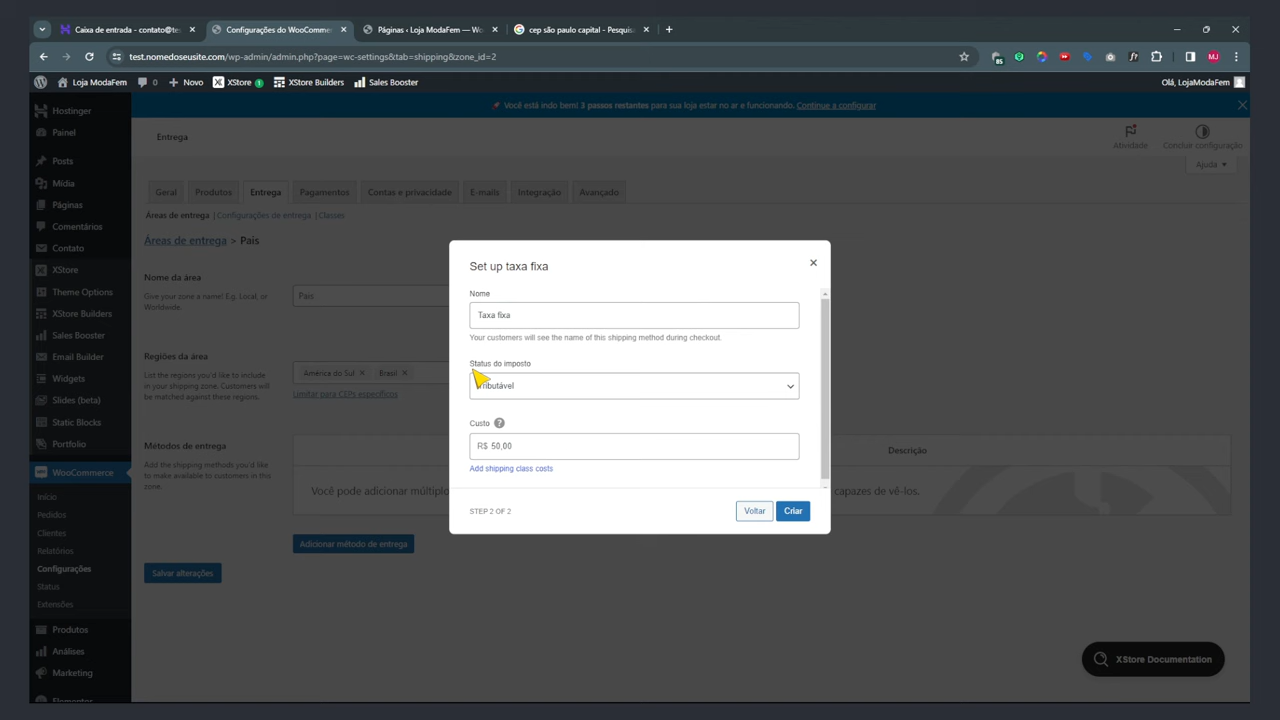 Caixa de entrada - contato@te
Configurações do WooCommer
Páginas ‹ Loja ModaFem — Wo
cep são paulo capital - Pesquis
test.nomedoseusite.com/wp-admin/admin.php?page=wc-settings&tab=shipping&zone_id=2
85
f?
MJ
Loja ModaFem
0
Novo
XStore 1
XStore Builders
Sales Booster
Olá, LojaModaFem
Hostinger
Painel
Posts
Mídia
Páginas
Comentários
Contato
XStore
Theme Options
XStore Builders
Sales Booster
Email Builder
Widgets
Slides (beta)
Static Blocks
Portfolio
WooCommerce
Início
Pedidos
Clientes
Relatórios
Configurações
Status
Extensões
Produtos
Análises
Marketing
Elementor
Você está indo bem! 3 passos restantes para sua loja estar no ar e funcionando. Continue a configurar
Entrega
Atividade
Concluir configuração
Ajuda
Geral
Produtos
Entrega
Pagamentos
Contas e privacidade
E-mails
Integração
Avançado
Áreas de entrega | Configurações de entrega | Classes
Áreas de entrega > Pais
Nome da área
Give your zone a name! E.g. Local, or
Worldwide.
Pais
Regiões da área
List the regions you'd like to include
in your shipping zone. Customers will
be matched against these regions.
América do Sul ×
Brasil ×
Limitar para CEPs específicos
Métodos de entrega
Add the shipping methods you'd like
to make available to customers in this
zone.
Descrição
Você pode adicionar múltiplo
capazes de vê-los.
Adicionar método de entrega
Salvar alterações
Set up taxa fixa
Nome
Taxa fixa
Your customers will see the name of this shipping method during checkout.
Status do imposto
Tributável
Custo ?
R$ 50,00
Add shipping class costs
STEP 2 OF 2
Voltar
Criar
XStore Documentation